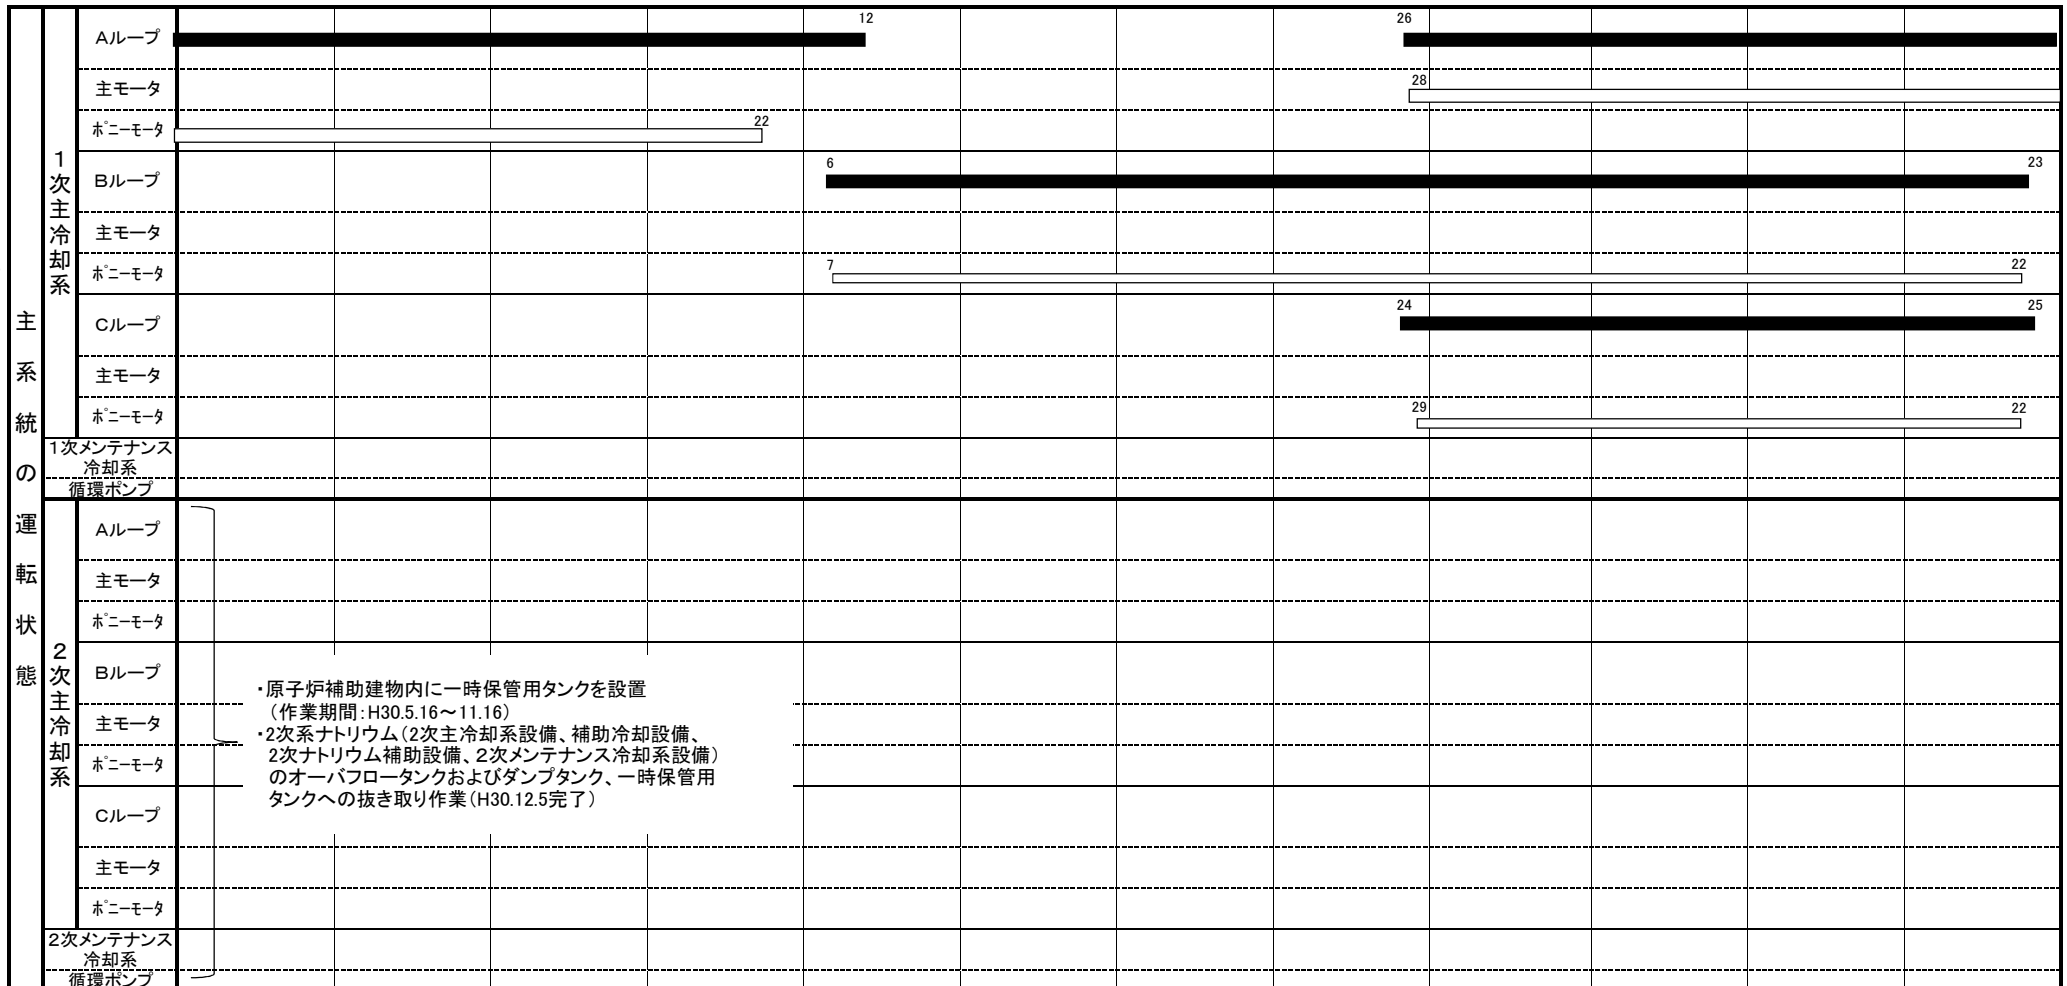 主系統の運転状態
1次主冷却系
12
26
Aループ
28
主モータ
22
ﾎﾟﾆｰﾓｰﾀ
6
23
Bループ
主モータ
7
22
ﾎﾟﾆｰﾓｰﾀ
24
25
Cループ
主モータ
29
22
ﾎﾟﾆｰﾓｰﾀ
1次メンテナンス
冷却系
循環ポンプ
2次主冷却系
Aループ
主モータ
ﾎﾟﾆｰﾓｰﾀ
Bループ
主モータ
ﾎﾟﾆｰﾓｰﾀ
・原子炉補助建物内に一時保管用タンクを設置
（作業期間:H30.5.16～11.16）
・2次系ナトリウム（2次主冷却系設備、補助冷却設備、
2次ナトリウム補助設備、2次メンテナンス冷却系設備）
のオーバフロータンクおよびダンプタンク、一時保管用
タンクへの抜き取り作業（H30.12.5完了）
Cループ
主モータ
ﾎﾟﾆｰﾓｰﾀ
2次メンテナンス
冷却系
循環ポンプ